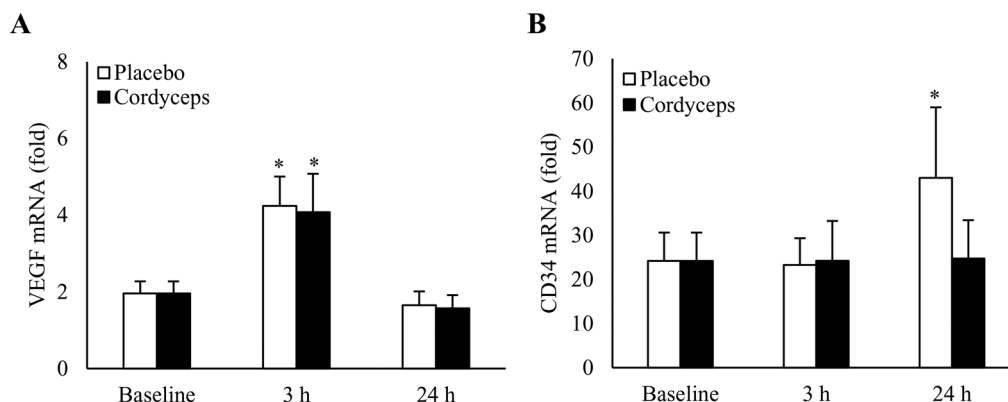 A
VEGF mRNA (fold)
8
6
4
2
0
Placebo
Cordyceps
*
*
Baseline
3 h
24 h
B
CD34 mRNA (fold)
70
60
50
40
30
20
10
0
Placebo
Cordyceps
*
Baseline
3 h
24 h